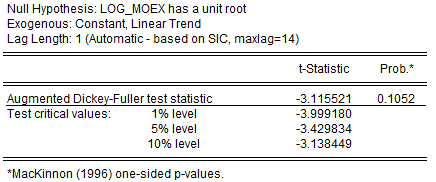 Null Hypothesis: LOG_MOEX has a unit root
Exogenous: Constant, Linear Trend
Lag Length: 1 (Automatic - based on SIC, maxlag=14)
t-Statistic Prob.*
Augmented Dickey-Fuller test statistic -3.115521 0.1052
Test critical values: 1% level -3.999180
5% level -3.429834
10% level -3.138449
*MacKinnon (1996) one-sided p-values.